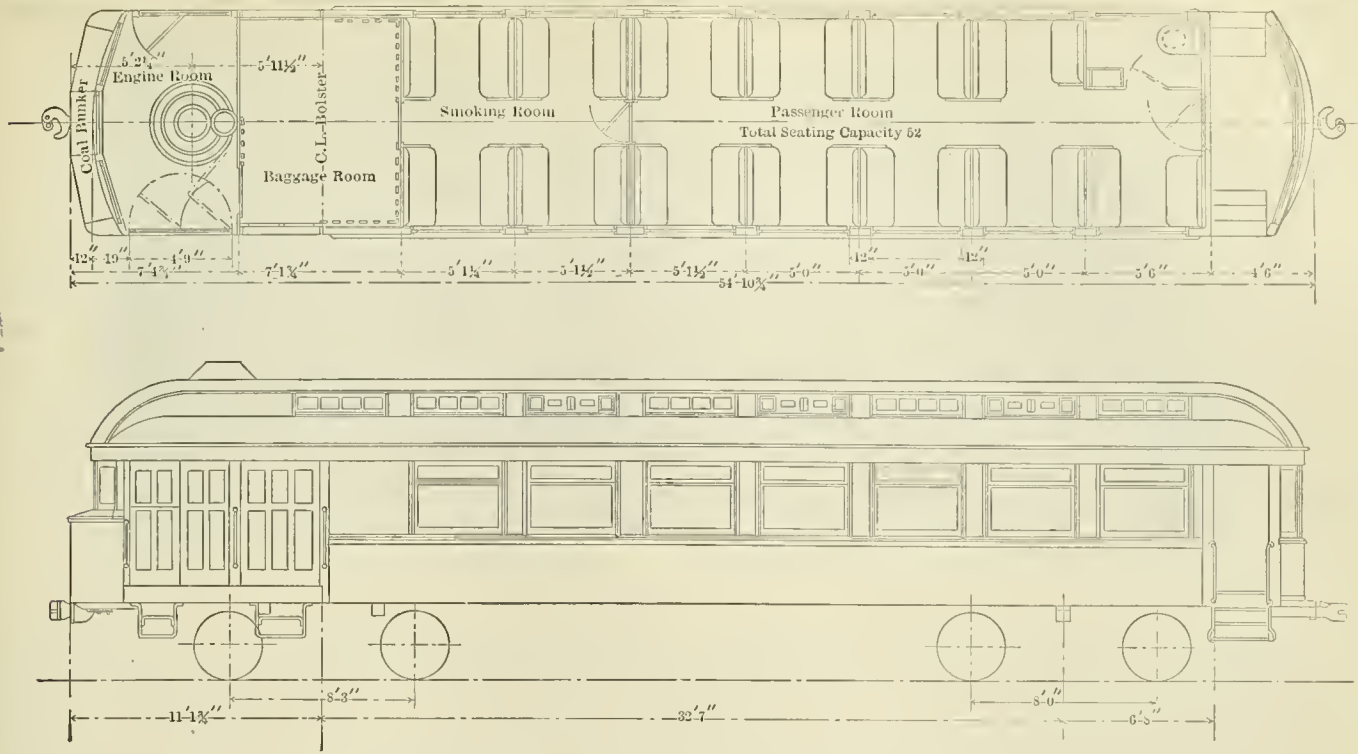 5'2¼" 5'11½"
Engine Room
Coal Bunker
C.L. Bolster
Smoking Room
Passenger Room
Total Seating Capacity 52
Baggage Room
12" 19" 4'9" 12" 12"
7'4¾" 7'1¾" 5'1¼" 5'1½" 5'1½" 5'0" 5'0" 5'0" 5'6" 4'6"
54'10¾"
8'3" 8'0"
11'1¾" 32'7" 6'8"